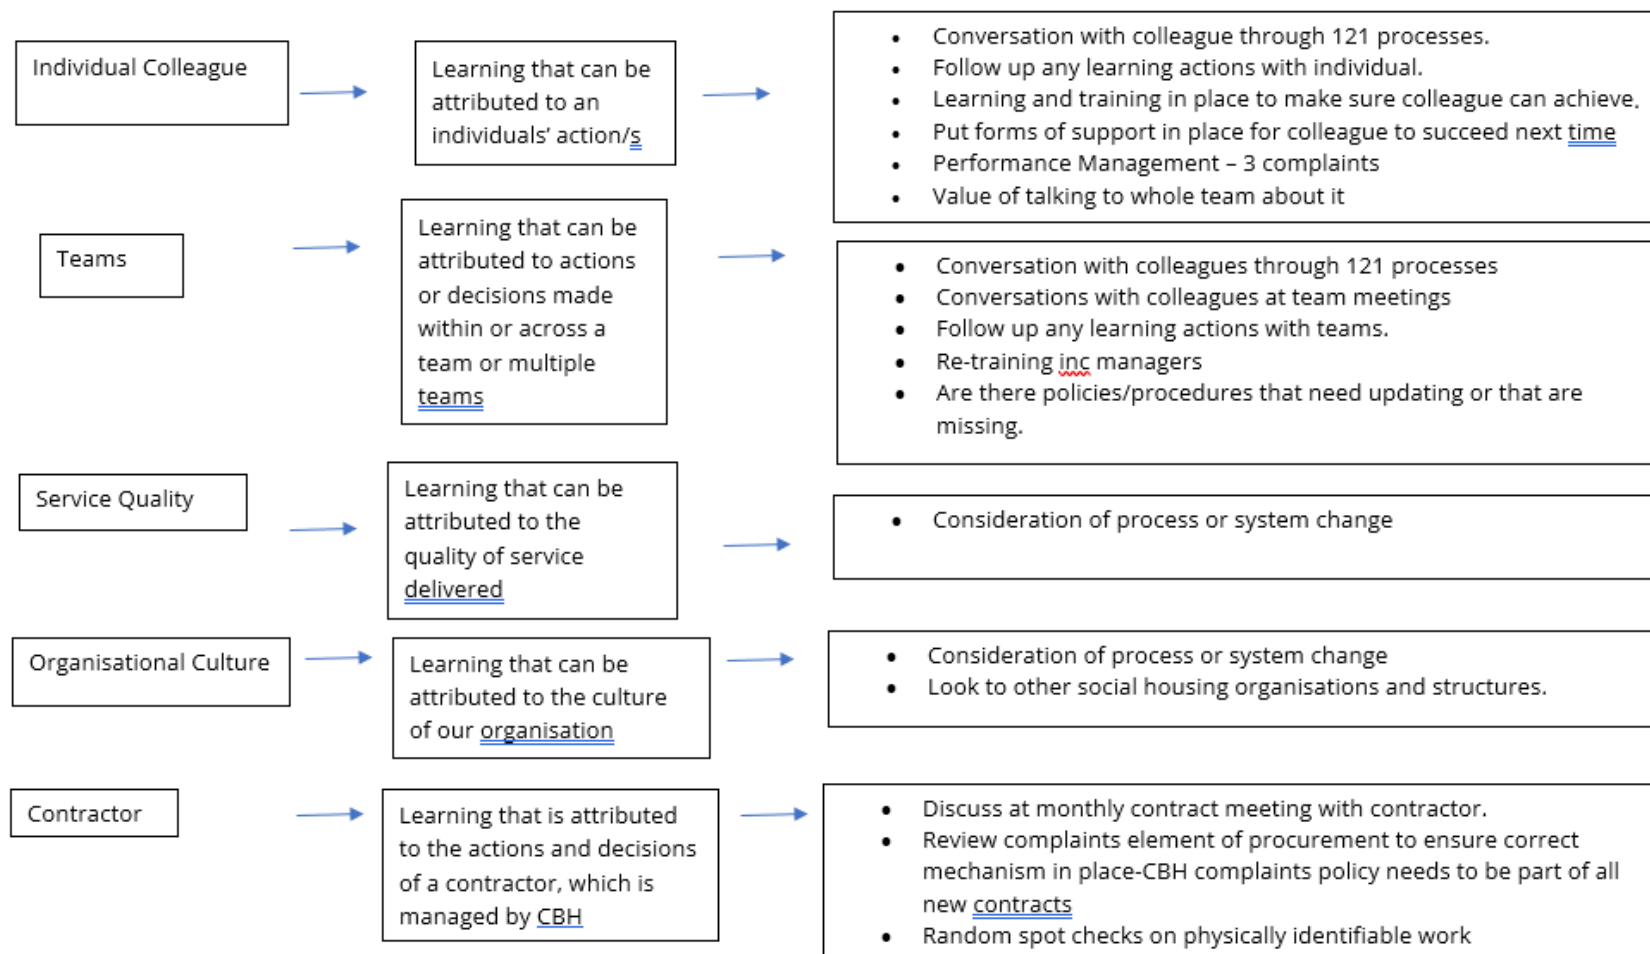 Individual Colleague
Learning that can be
attributed to an
individuals’ action/s
• Conversation with colleague through 121 processes.
• Follow up any learning actions with individual.
• Learning and training in place to make sure colleague can achieve.
• Put forms of support in place for colleague to succeed next time
• Performance Management – 3 complaints
• Value of talking to whole team about it
Teams
Learning that can be
attributed to actions
or decisions made
within or across a
team or multiple
teams
• Conversation with colleagues through 121 processes
• Conversations with colleagues at team meetings
• Follow up any learning actions with teams.
• Re-training inc managers
• Are there policies/procedures that need updating or that are
missing.
Service Quality
Learning that can be
attributed to the
quality of service
delivered
• Consideration of process or system change
Organisational Culture
Learning that can be
attributed to the culture
of our organisation
• Consideration of process or system change
• Look to other social housing organisations and structures.
Contractor
Learning that is attributed
to the actions and decisions
of a contractor, which is
managed by CBH
• Discuss at monthly contract meeting with contractor.
• Review complaints element of procurement to ensure correct
mechanism in place-CBH complaints policy needs to be part of all
new contracts
• Random spot checks on physically identifiable work